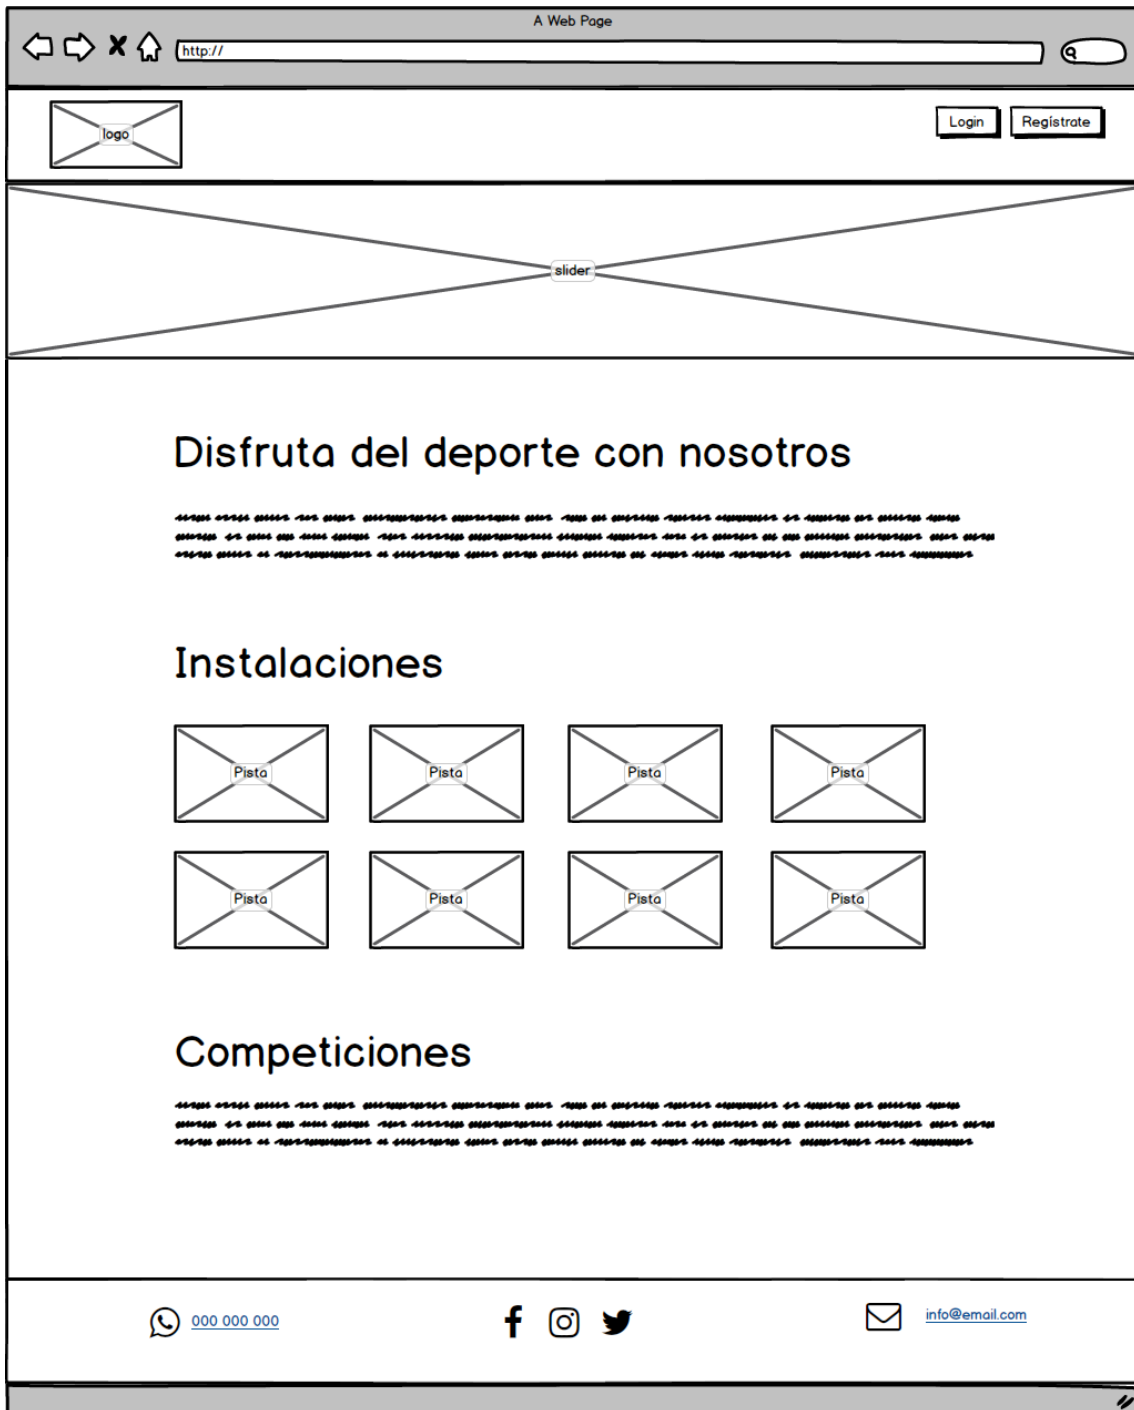 A Web Page
http://
logo
Login Regístrate
slider
Disfruta del deporte con nosotros
Instalaciones
Pista Pista Pista Pista
Pista Pista Pista Pista
Competiciones
000 000 000
info@email.com